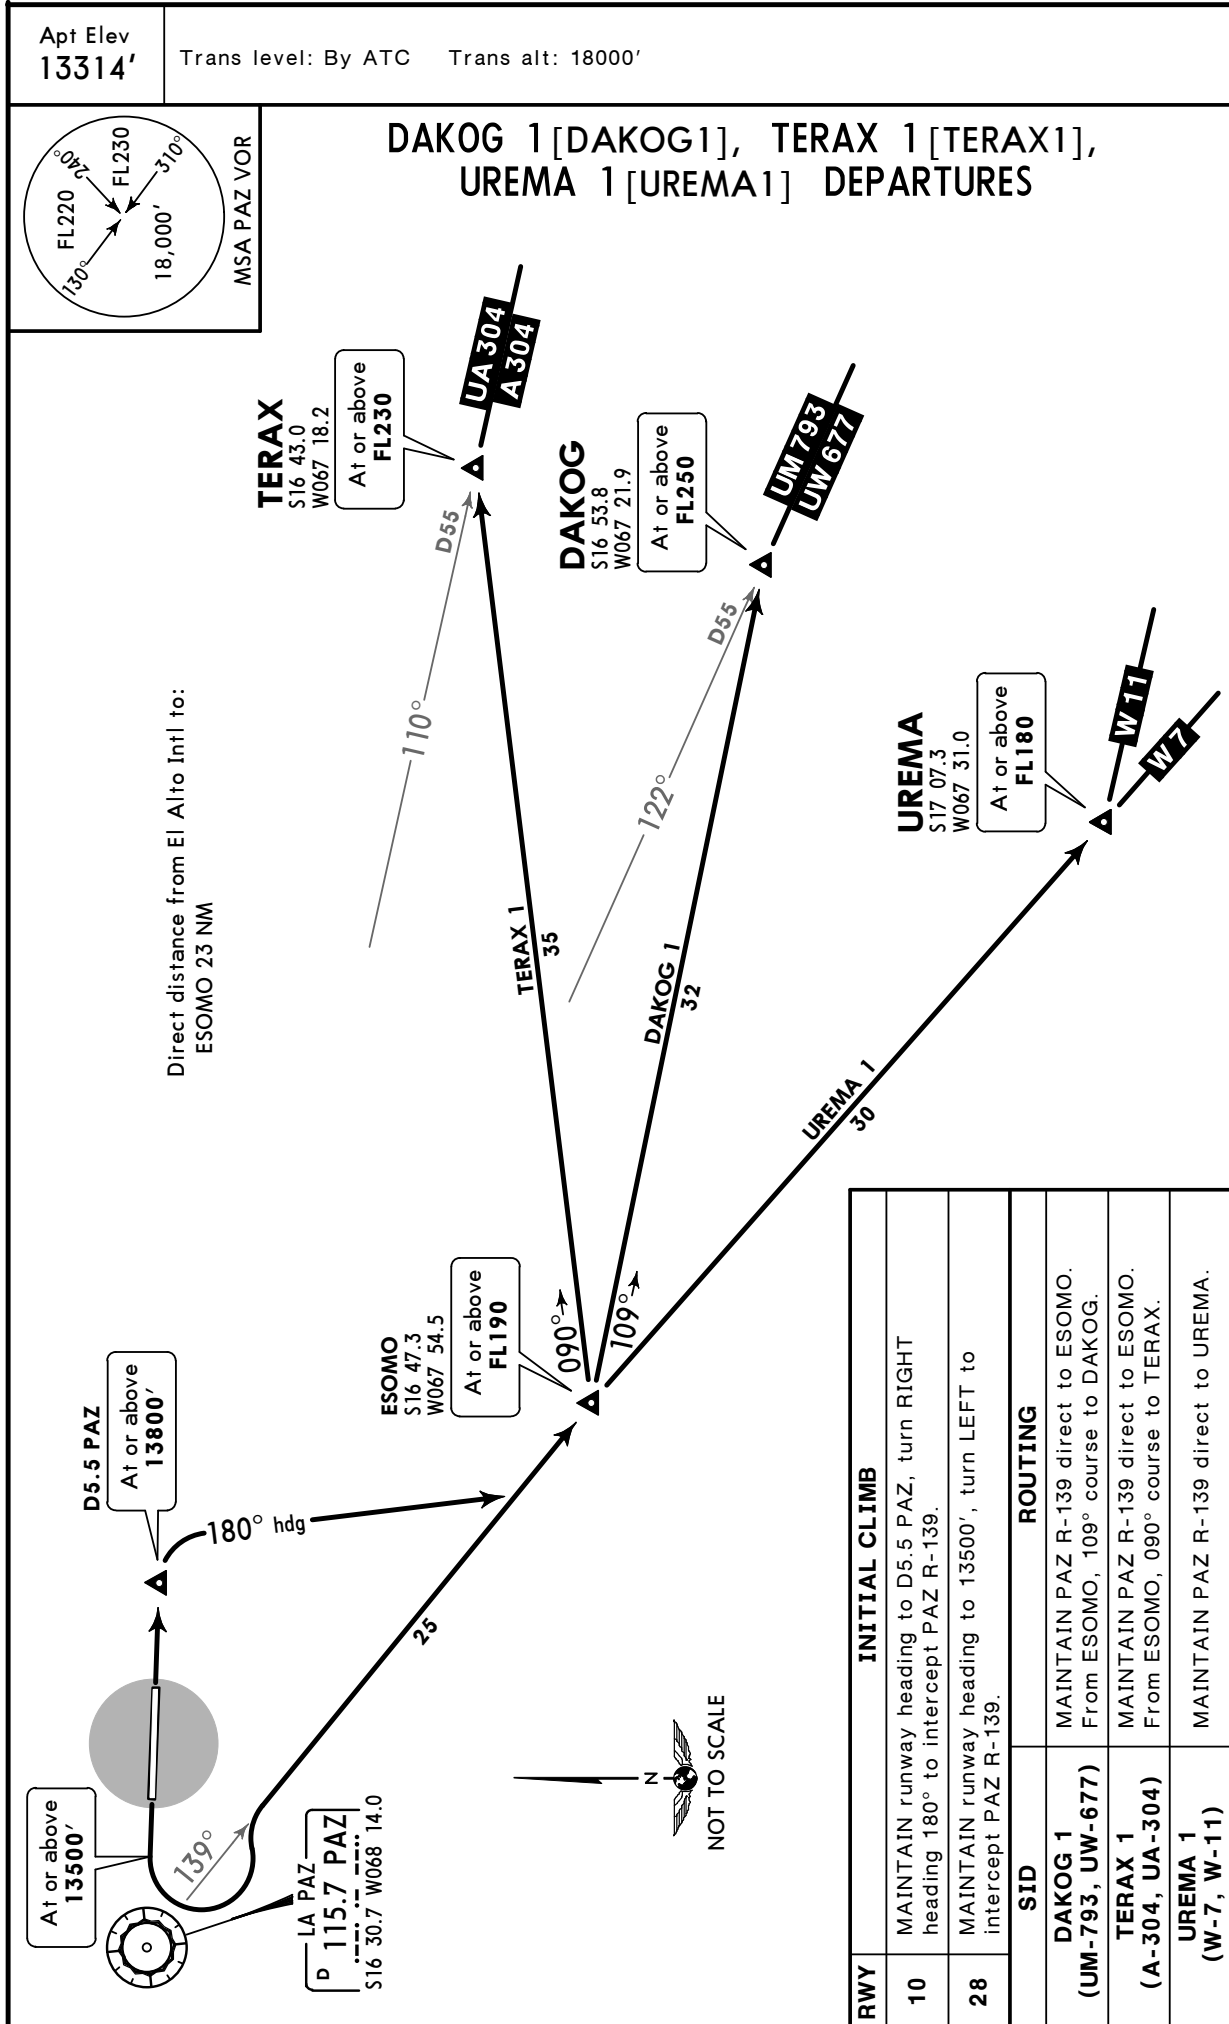 Apt Elev
13314'
Trans level: By ATC Trans alt: 18000'
240°
310°
130°
FL230
FL220
18,000'
MSA PAZ VOR
DAKOG 1 [DAKOG1], TERAX 1 [TERAX1],
UREMA 1 [UREMA1] DEPARTURES
Direct distance from El Alto Intl to:
ESOMO 23 NM
TERAX
S16 43.0
W067 18.2
At or above
FL230
UA 304
A 304
D55
110°
TERAX 1
35
DAKOG
S16 53.8
W067 21.9
At or above
FL250
UM 793
UW 677
D55
122°
DAKOG 1
32
UREMA
S17 07.3
W067 31.0
At or above
FL180
W 11
W 7
UREMA 1
30
ESOMO
S16 47.3
W067 54.5
At or above
FL190
090°
109°
D5.5 PAZ
At or above
13800'
180° hdg
25
At or above
13500'
139°
LA PAZ
D 115.7 PAZ
S16 30.7 W068 14.0
N
NOT TO SCALE
RWY INITIAL CLIMB
10 MAINTAIN runway heading to D5.5 PAZ, turn RIGHT
heading 180° to intercept PAZ R-139.
28 MAINTAIN runway heading to 13500', turn LEFT to
intercept PAZ R-139.
SID ROUTING
DAKOG 1 MAINTAIN PAZ R-139 direct to ESOMO.
(UM-793, UW-677) From ESOMO, 109° course to DAKOG.
TERAX 1 MAINTAIN PAZ R-139 direct to ESOMO.
(A-304, UA-304) From ESOMO, 090° course to TERAX.
UREMA 1 MAINTAIN PAZ R-139 direct to UREMA.
(W-7, W-11)